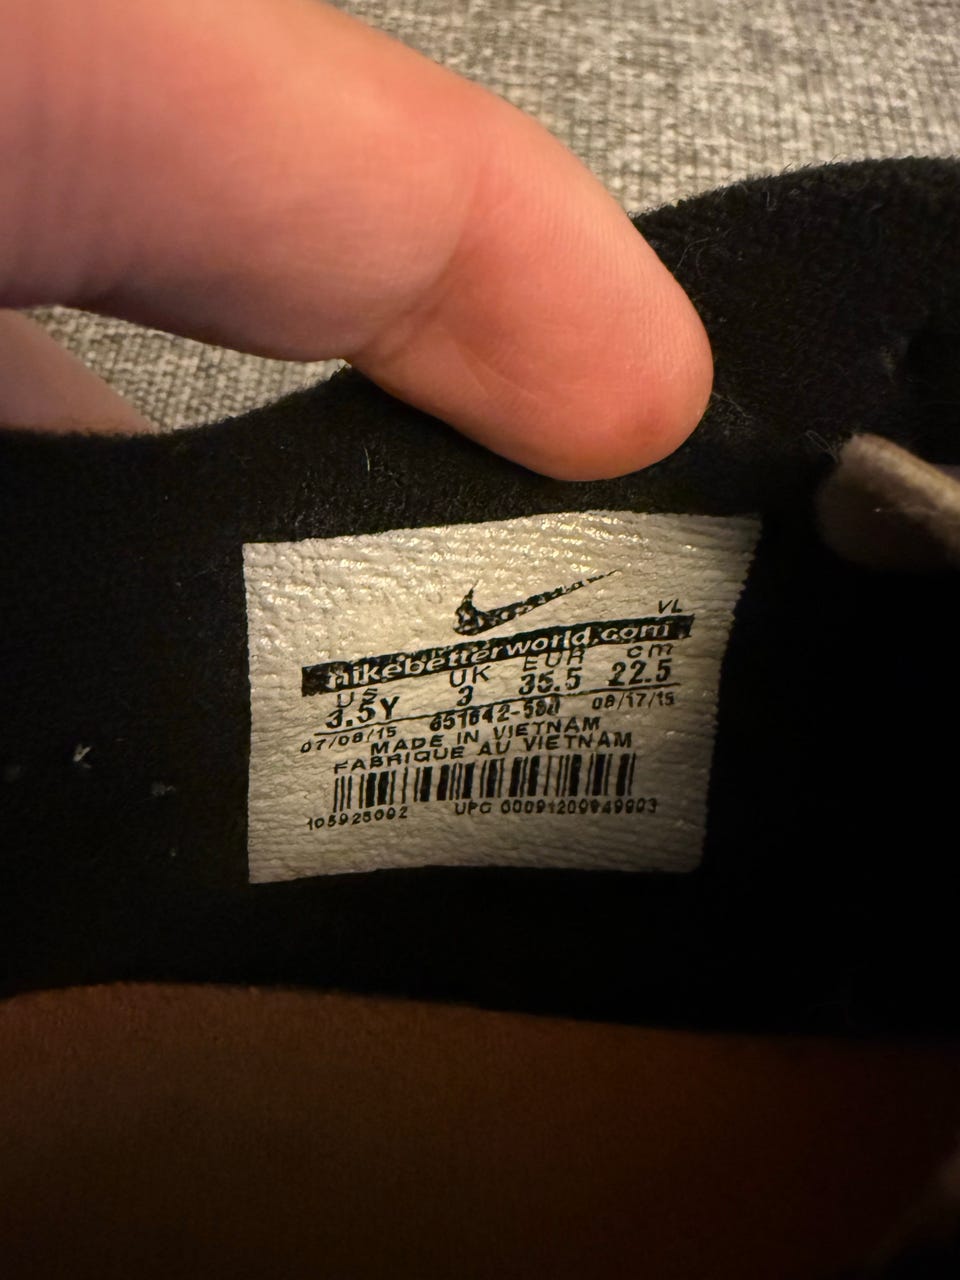 VL
nikebetterworld.com
US UK EUR cm
3.5Y 3 35.5 22.5
07/08/15 08/17/15
MADE IN VIETNAM
FABRIQUE AU VIETNAM
UPC